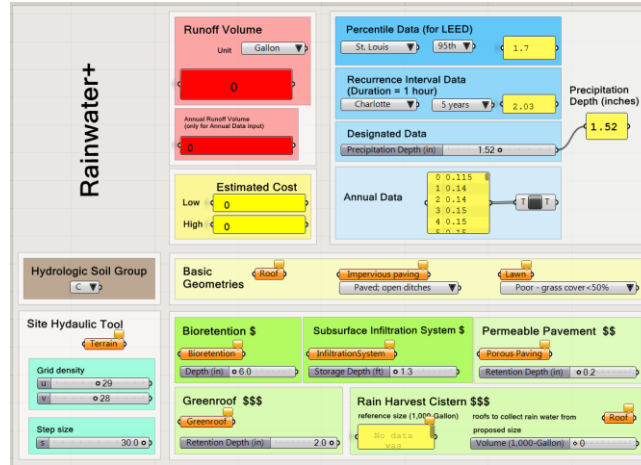 Rainwater+
Runoff Volume
Unit Gallon
0
Annual Runoff Volume
(only for Annual Data input)
0
Estimated Cost
Low 0
High 0
Percentile Data (for LEED)
St. Louis 95th 1.7
Recurrence Interval Data
(Duration = 1 hour)
Charlotte 5 years 2.03
Designated Data
Precipitation Depth (in) 1.52
Precipitation
Depth (inches)
1.52
Annual Data
0 0.115
1 0.14
2 0.14
3 0.15
4 0.15
5 0.15
T T
Hydrologic Soil Group
C
Basic
Geometries
Roof
Impervious paving
Paved; open ditches
Lawn
Poor - grass cover<50%
Site Hydaulic Tool
Terrain
Grid density
u 29
v 28
Step size
s 30.0
Bioretention $
Bioretention
Depth (in) 6.0
Subsurface Infiltration System $
InfiltrationSystem
Storage Depth (ft) 1.3
Permeable Pavement $$
Porous Paving
Retention Depth (in) 0.2
Greenroof $$$
Greenroof
Retention Depth (in) 2.0
Rain Harvest Cistern $$$
reference size (1,000-Gallon)
No data
was
roofs to collect rain water from
Roof
proposed size
Volume (1,000-Gallon) 0